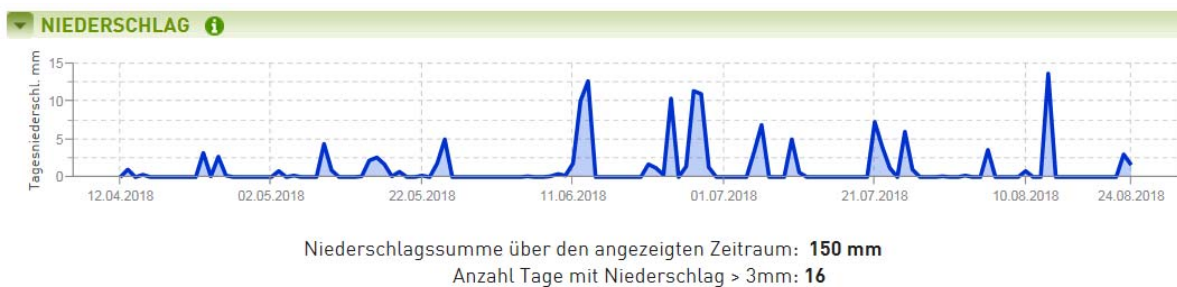 NIEDERSCHLAG
Tagesniederschl. mm
15
10
5
0
12.04.2018 02.05.2018 22.05.2018 11.06.2018 01.07.2018 21.07.2018 10.08.2018 24.08.2018
Niederschlagssumme über den angezeigten Zeitraum: 150 mm
Anzahl Tage mit Niederschlag > 3mm: 16